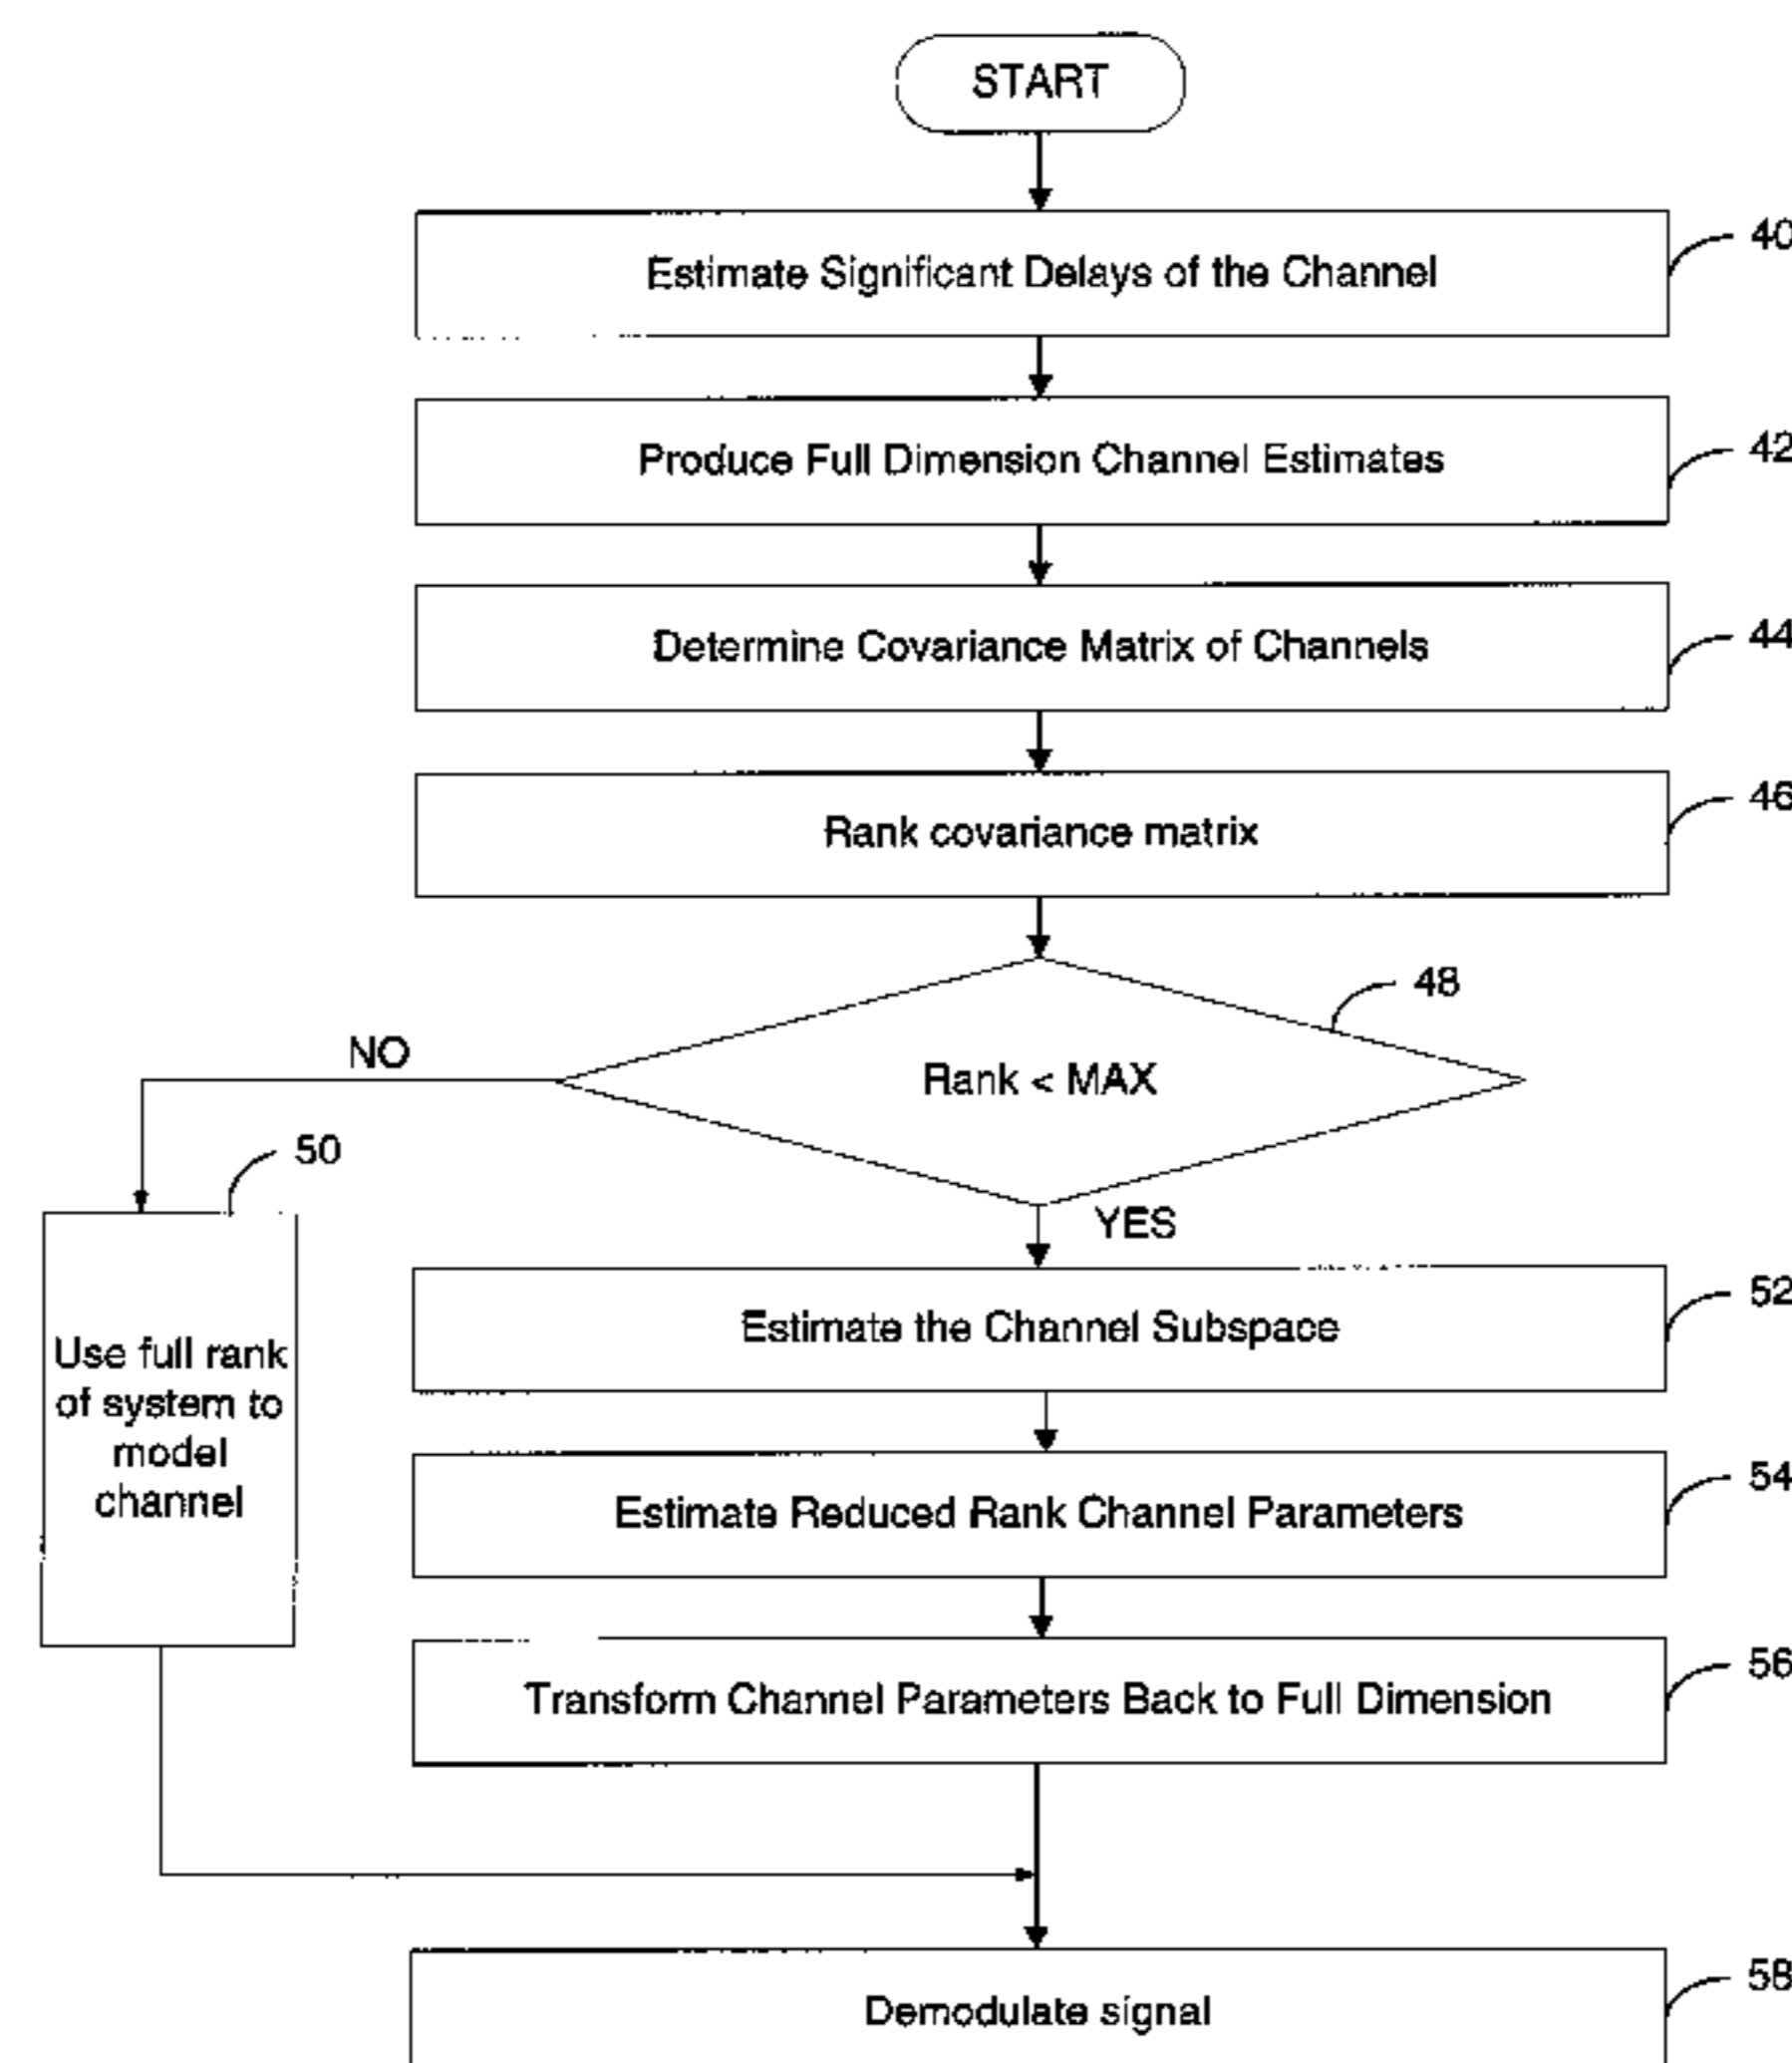 START
Estimate Significant Delays of the Channel
40
Produce Full Dimension Channel Estimates
42
Determine Covariance Matrix of Channels
44
Rank covariance matrix
46
48
Rank < MAX
NO
YES
50
Use full rank
of system to
model
channel
Estimate the Channel Subspace
52
Estimate Reduced Rank Channel Parameters
54
Transform Channel Parameters Back to Full Dimension
56
Demodulate signal
58